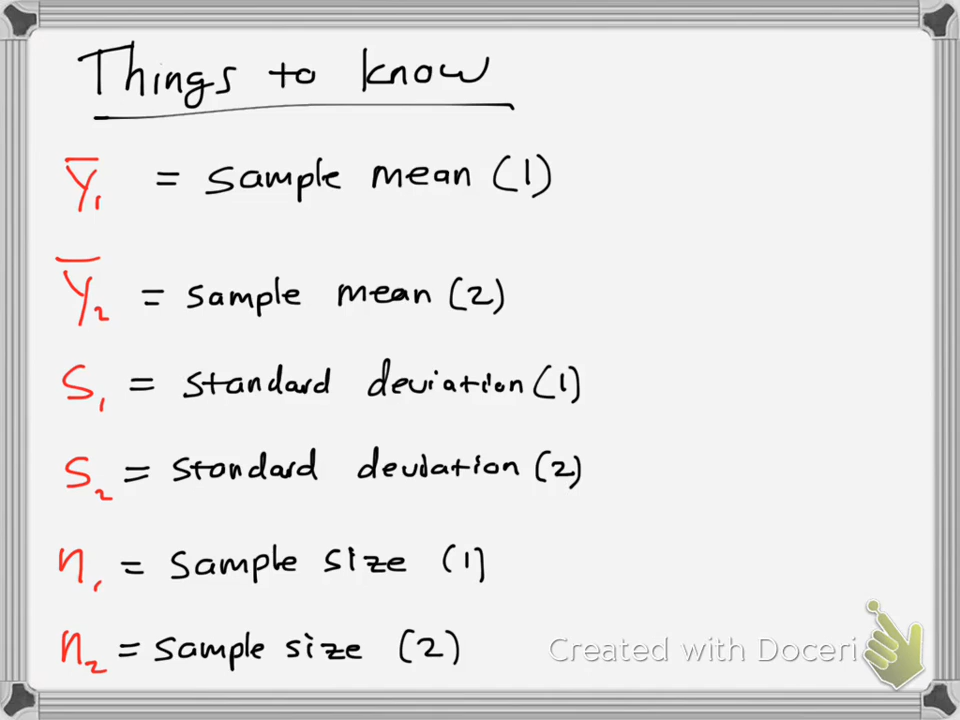 Things to know
Y̅₁ = sample mean (1)
Y̅₂ = sample mean (2)
S₁ = standard deviation (1)
S₂ = standard deviation (2)
n₁ = sample size (1)
n₂ = sample size (2)
Created with Doceri